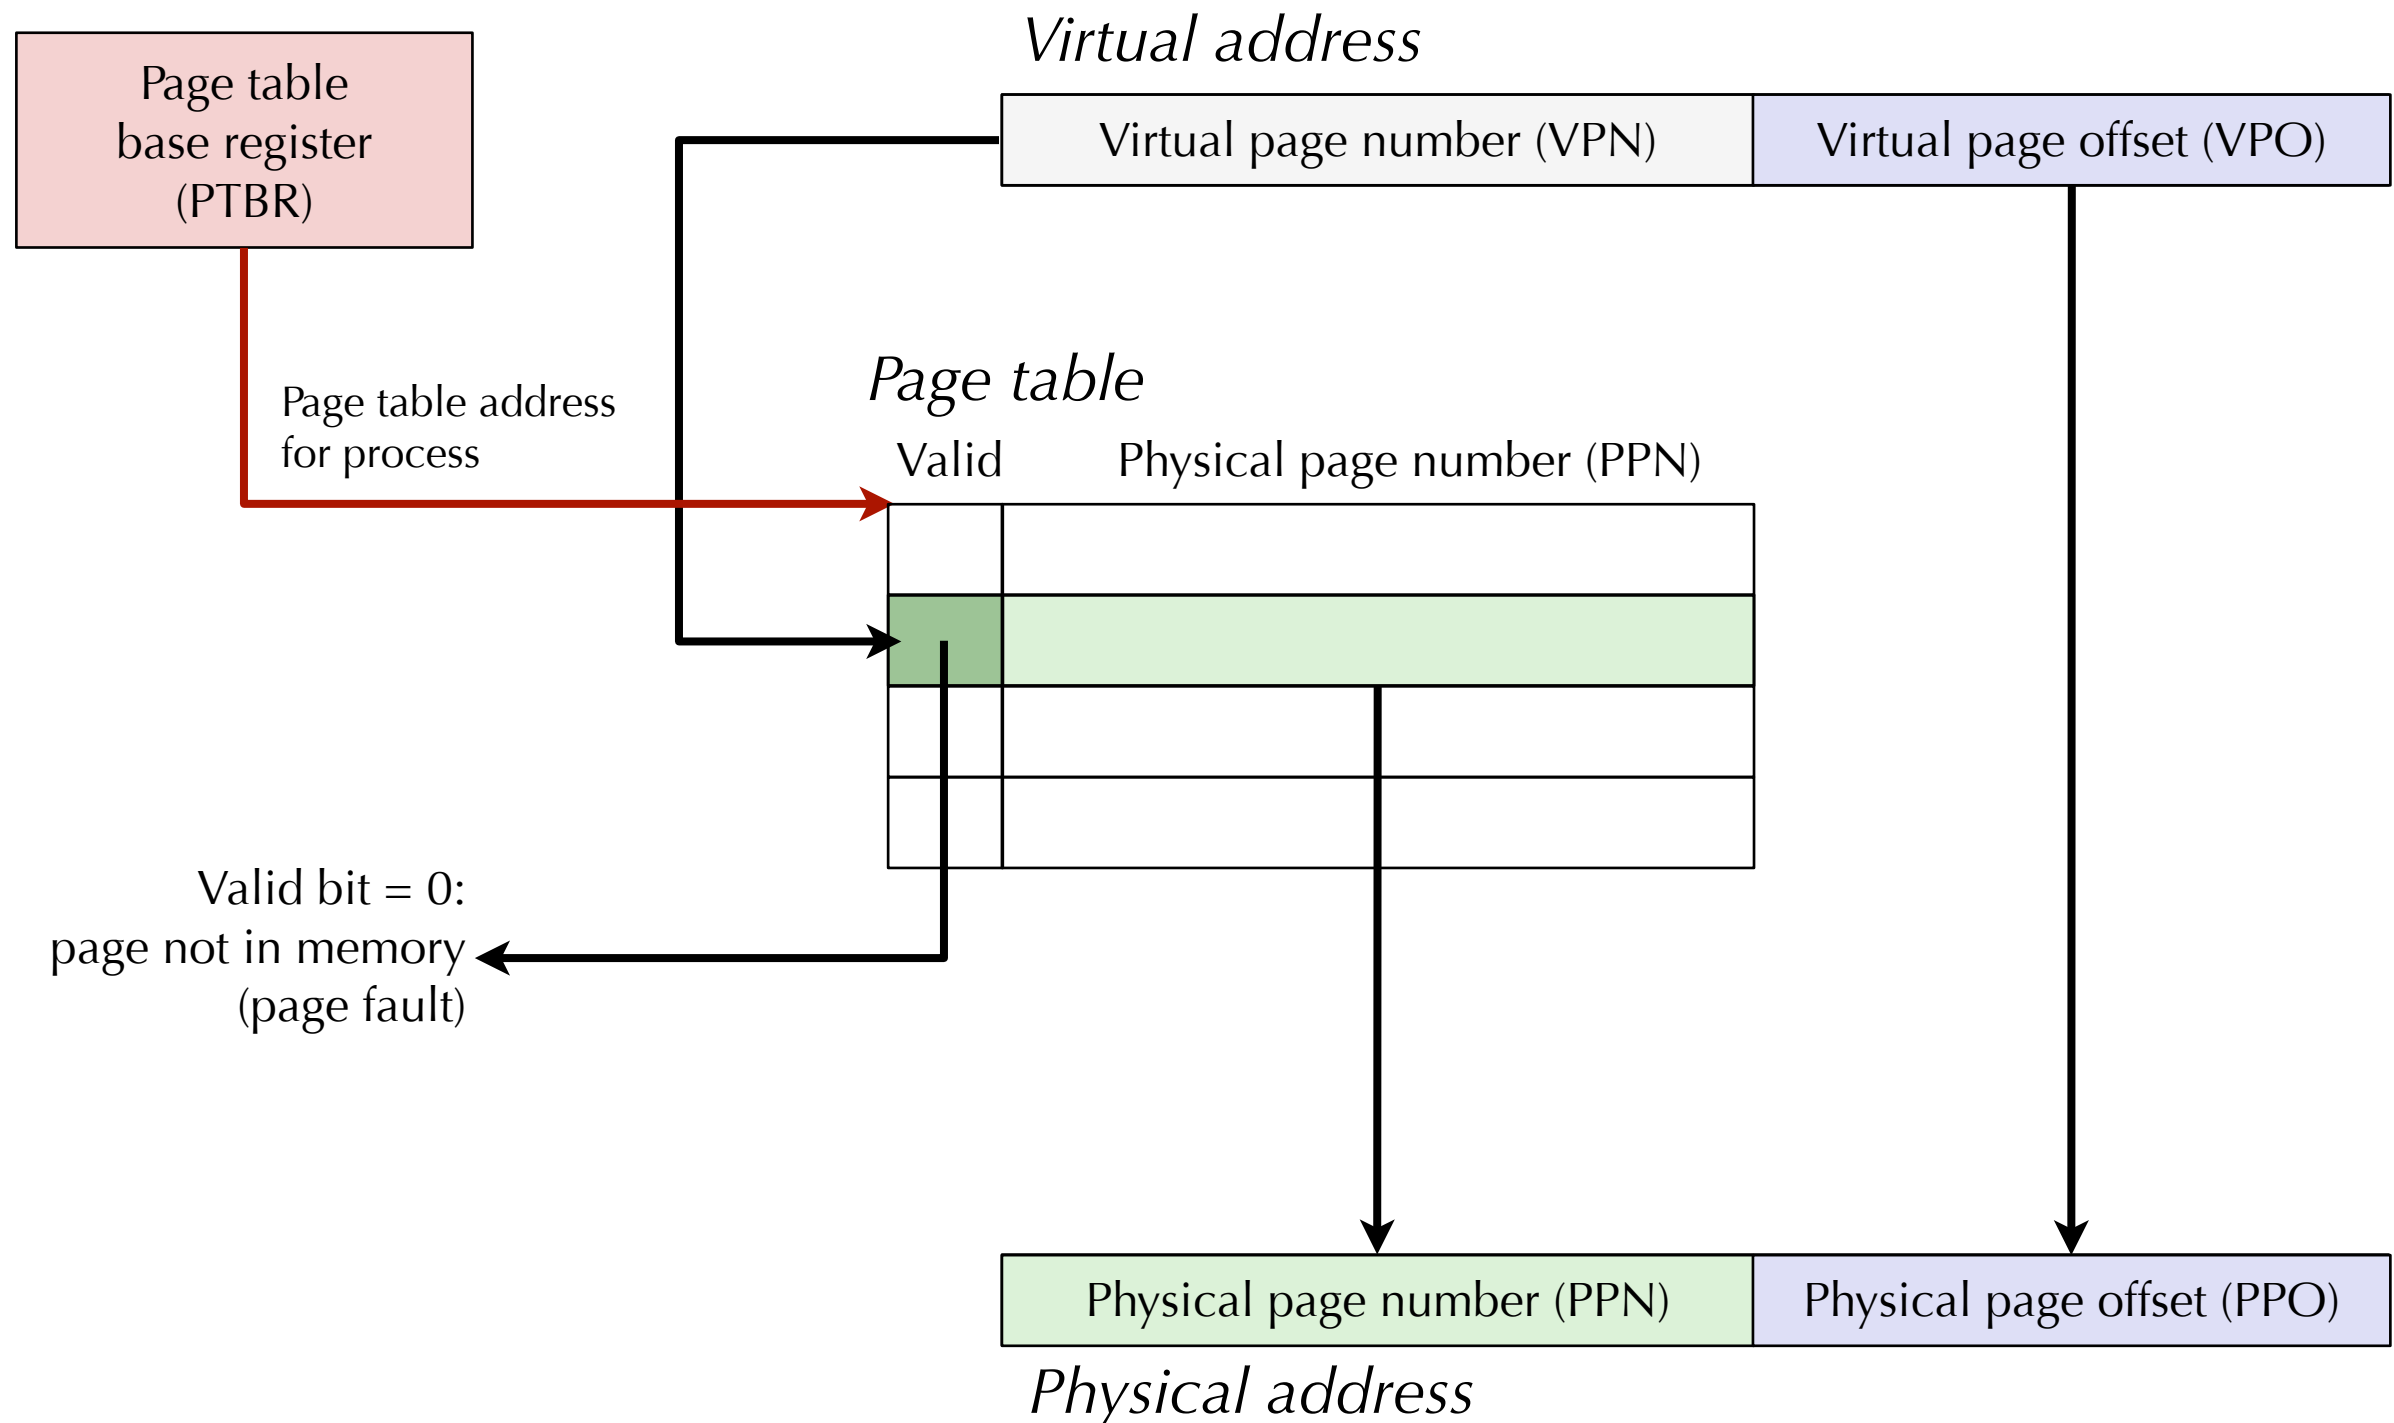 Virtual address
Page table
base register
(PTBR)
Virtual page number (VPN)
Virtual page offset (VPO)
Page table address
for process
Page table
Valid
Physical page number (PPN)
Valid bit = 0:
page not in memory
(page fault)
Physical page number (PPN)
Physical page offset (PPO)
Physical address